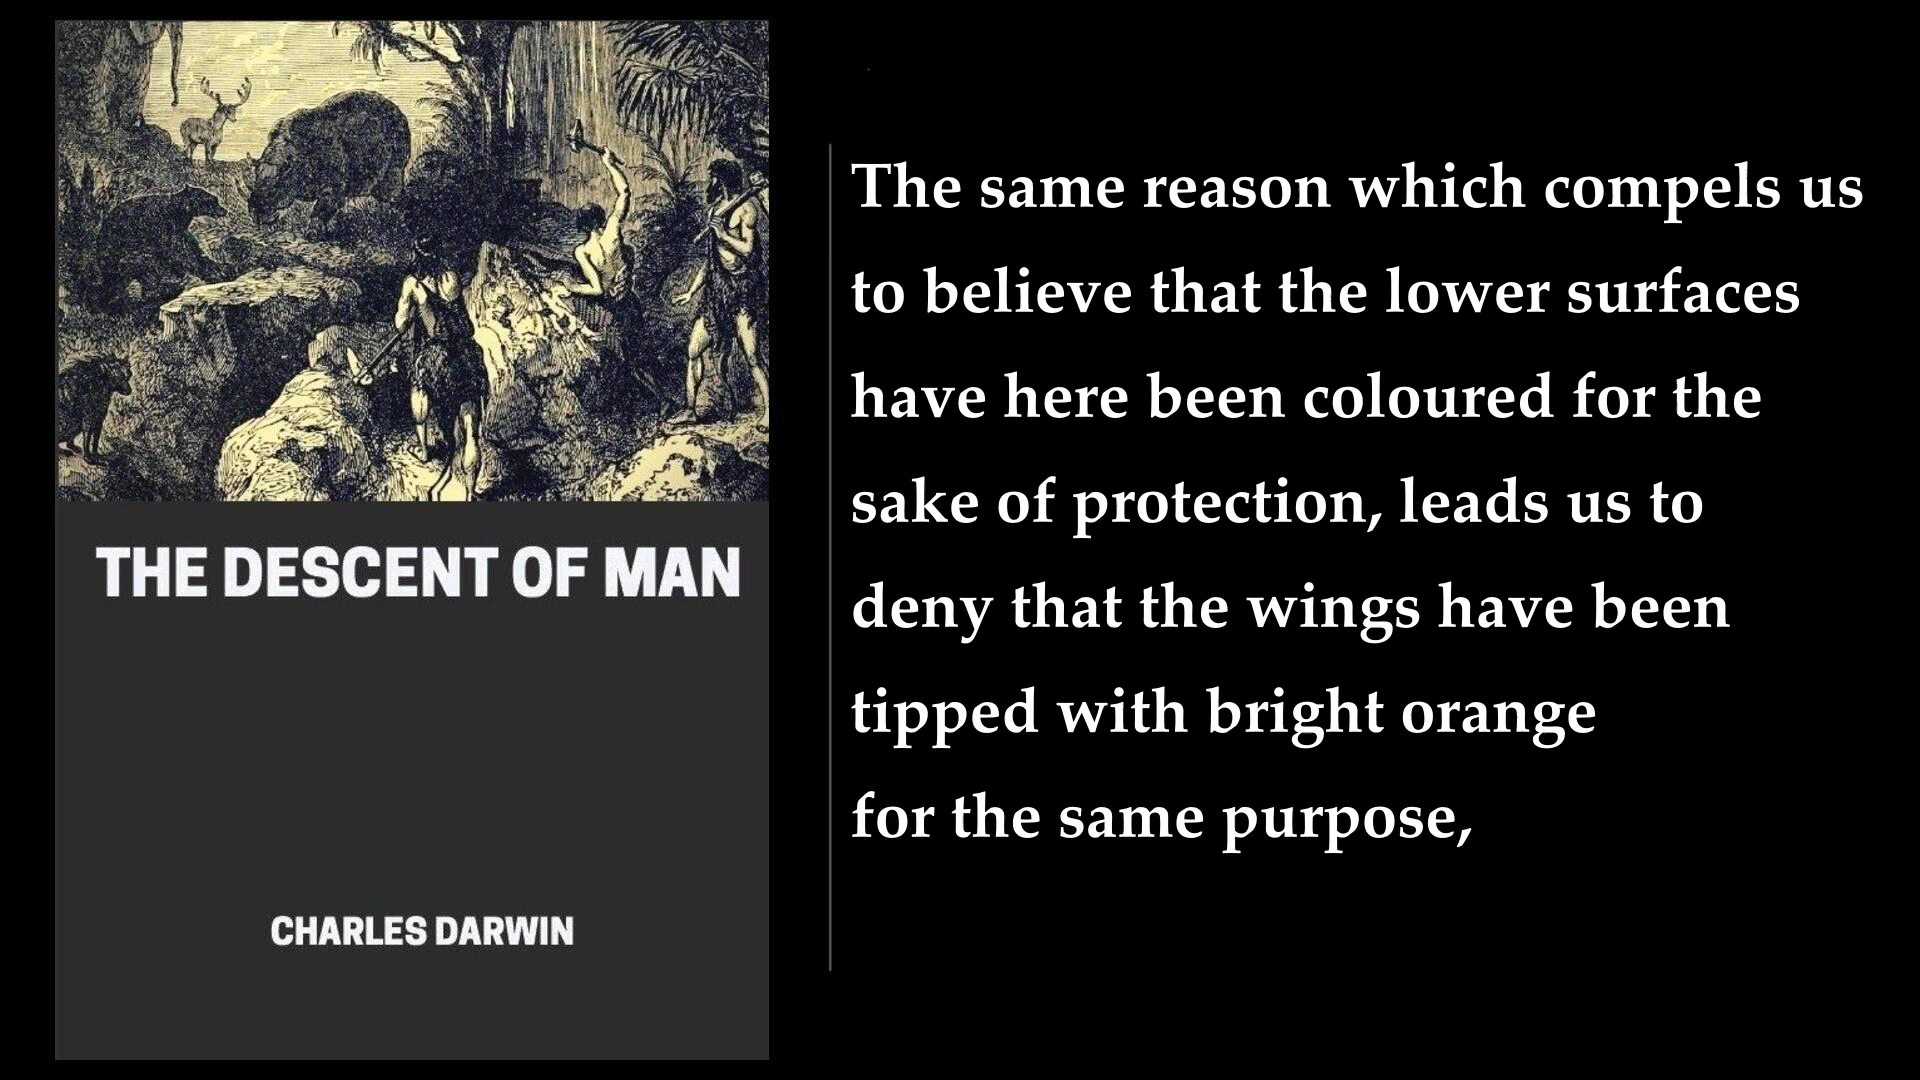 THE DESCENT OF MAN
CHARLES DARWIN
The same reason which compels us
to believe that the lower surfaces
have here been coloured for the
sake of protection, leads us to
deny that the wings have been
tipped with bright orange
for the same purpose,